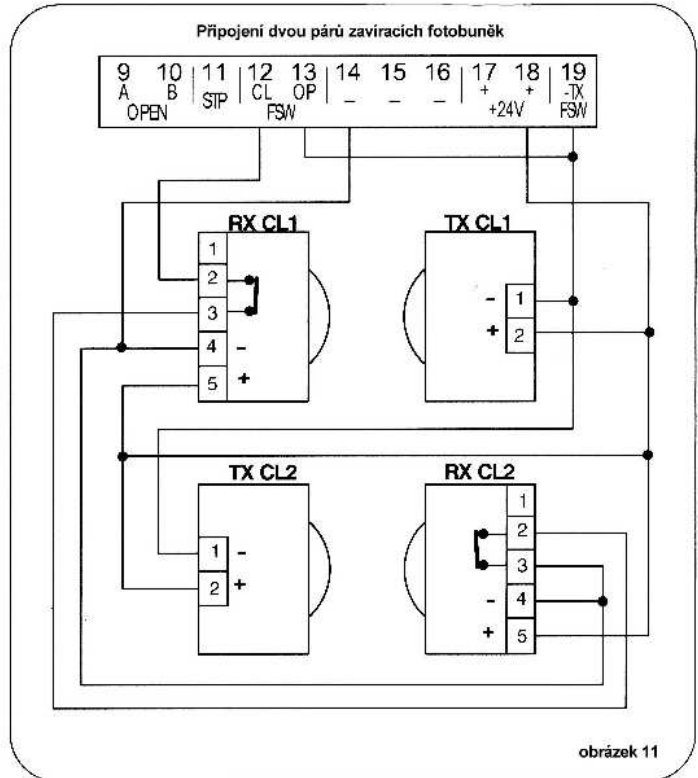 Připojení dvou párů zavíracích fotobuněk
9 10 11 12 13 14 15 16 17 18 19
A B STP CL OP _ _ _ + + -TX
OPEN FSW +24V FSW
RX CL1 TX CL1
1
2
3
4 -
5 +
- 1
+ 2
TX CL2 RX CL2
1 -
2 +
1
2
3
- 4
+ 5
obrázek 11